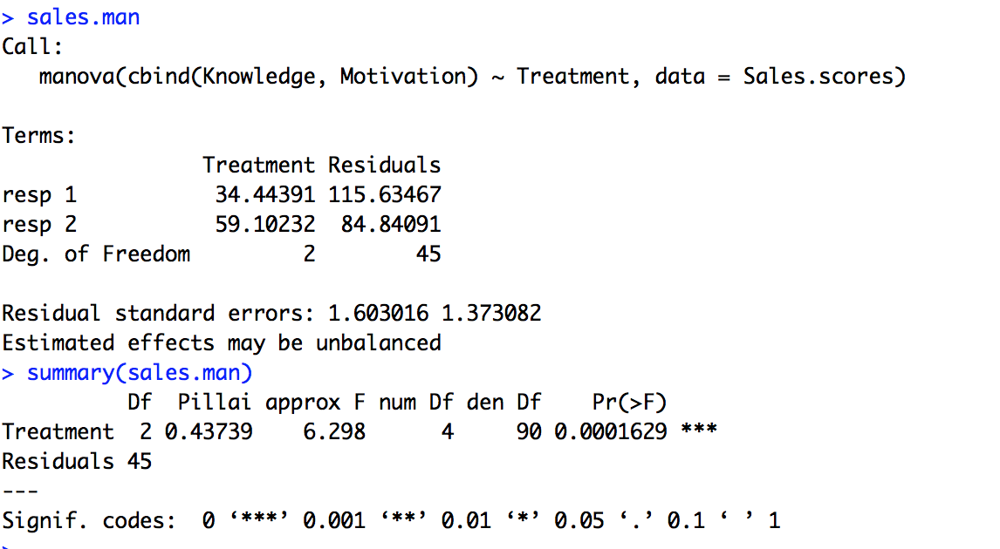 > sales.man
Call:
   manova(cbind(Knowledge, Motivation) ~ Treatment, data = Sales.scores)

Terms:
                Treatment Residuals
resp 1           34.44391 115.63467
resp 2           59.10232  84.84091
Deg. of Freedom         2        45

Residual standard errors: 1.603016 1.373082
Estimated effects may be unbalanced
> summary(sales.man)
          Df  Pillai approx F num Df den Df    Pr(>F)
Treatment  2 0.43739    6.298      4     90 0.0001629 ***
Residuals 45
---
Signif. codes:  0 ‘***’ 0.001 ‘**’ 0.01 ‘*’ 0.05 ‘.’ 0.1 ‘ ’ 1
>